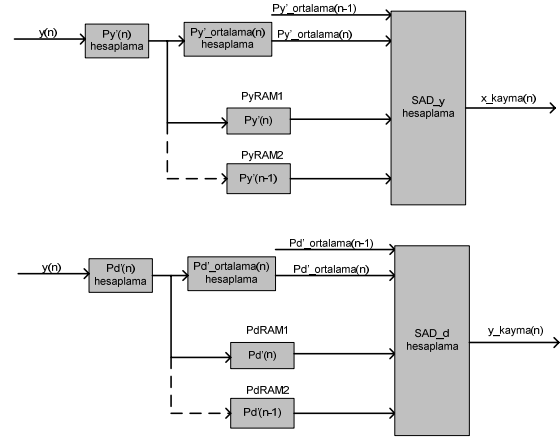 Py'_ortalama(n-1)
y(n)
Py'(n)
hesaplama
Py'_ortalama(n)
hesaplama
Py'_ortalama(n)
SAD_y
hesaplama
x_kayma(n)
PyRAM1
Py'(n)
PyRAM2
Py'(n-1)
Pd'_ortalama(n-1)
y(n)
Pd'(n)
hesaplama
Pd'_ortalama(n)
hesaplama
Pd'_ortalama(n)
SAD_d
hesaplama
y_kayma(n)
PdRAM1
Pd'(n)
PdRAM2
Pd'(n-1)